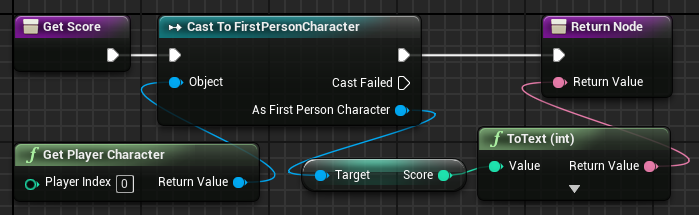 Get Score
Cast To FirstPersonCharacter
Return Node
Object
Cast Failed
Return Value
As First Person Character
f Get Player Character
f ToText (int)
Player Index 0
Return Value
Target
Score
Value
Return Value